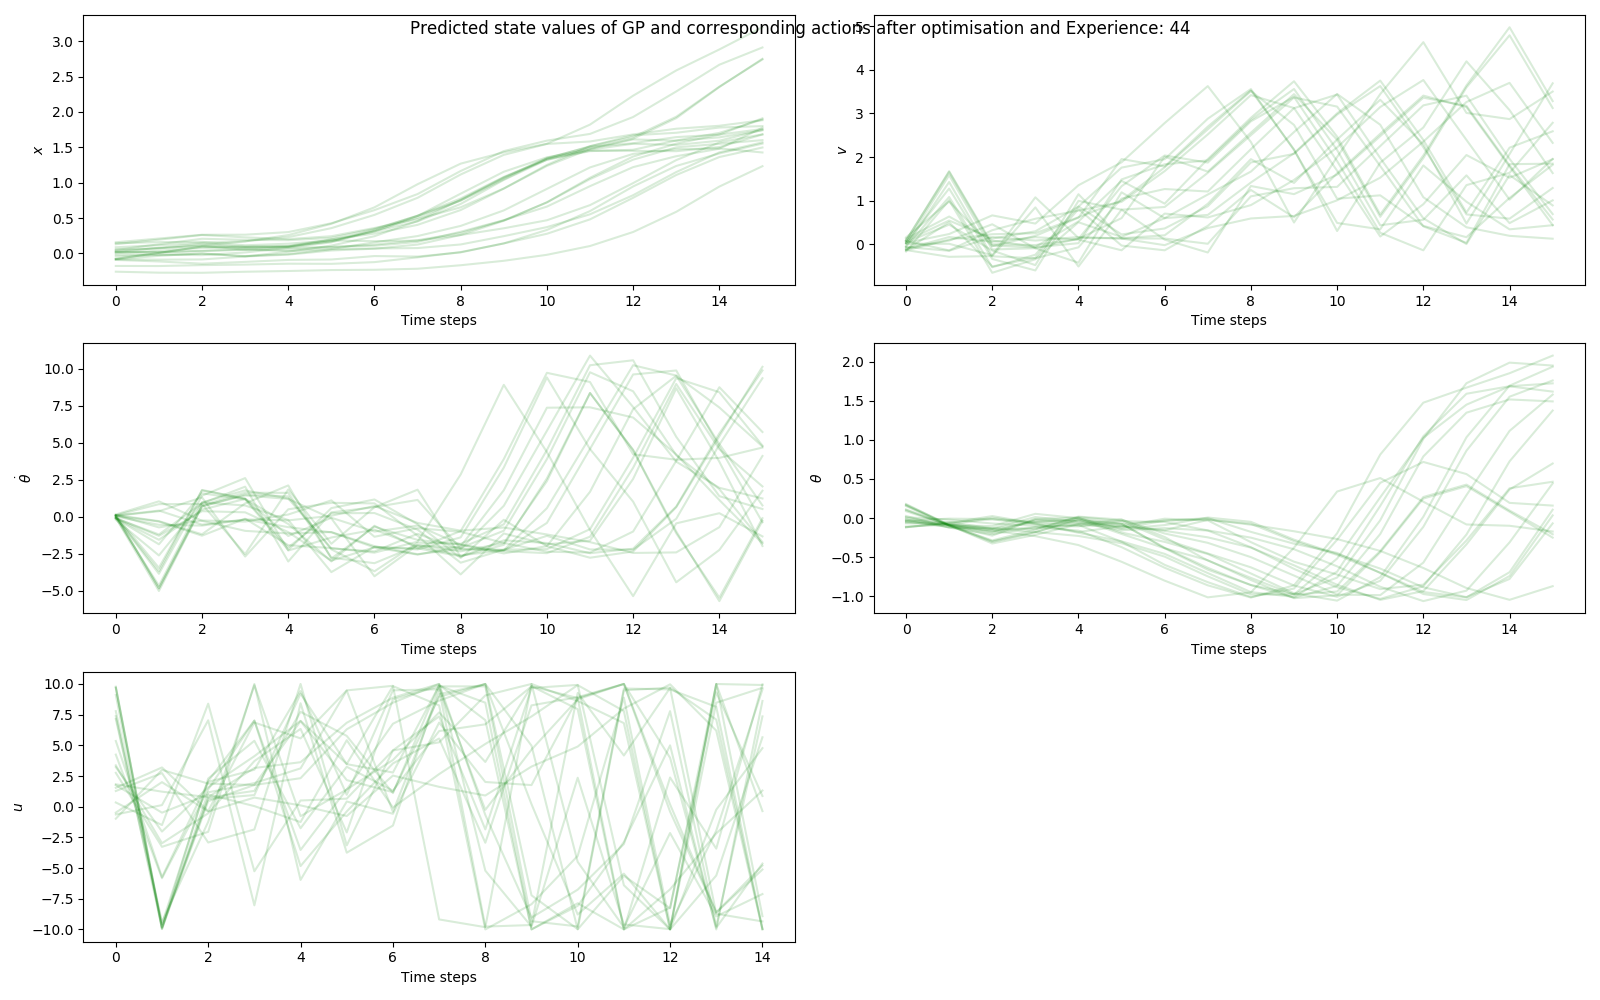 Predicted state values of GP and corresponding actions after optimisation and Experience: 44
3.0
2.5
2.0
1.5
1.0
0.5
0.0
x
0 2 4 6 8 10 12 14
Time steps
5
4
3
2
1
0
v
0 2 4 6 8 10 12 14
Time steps
10.0
7.5
5.0
2.5
0.0
−2.5
−5.0
θ̇
0 2 4 6 8 10 12 14
Time steps
2.0
1.5
1.0
0.5
0.0
−0.5
−1.0
θ
0 2 4 6 8 10 12 14
Time steps
10.0
7.5
5.0
2.5
0.0
−2.5
−5.0
−7.5
−10.0
u
0 2 4 6 8 10 12 14
Time steps